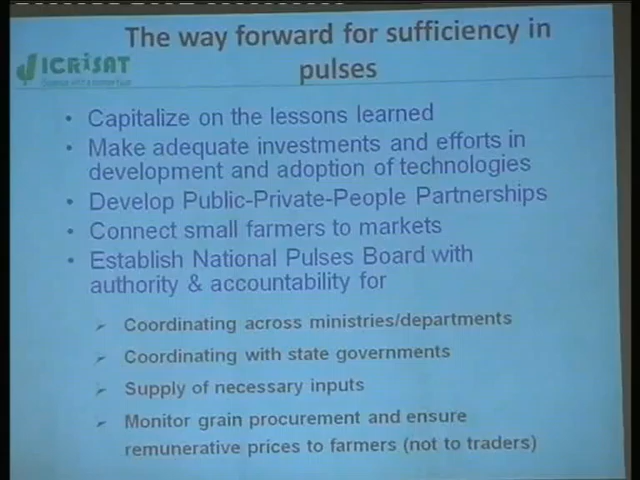 The way forward for sufficiency in
pulses
ICRISAT
• Capitalize on the lessons learned
• Make adequate investments and efforts in
development and adoption of technologies
• Develop Public-Private-People Partnerships
• Connect small farmers to markets
• Establish National Pulses Board with
authority & accountability for
➢ Coordinating across ministries/departments
➢ Coordinating with state governments
➢ Supply of necessary inputs
➢ Monitor grain procurement and ensure
remunerative prices to farmers (not to traders)